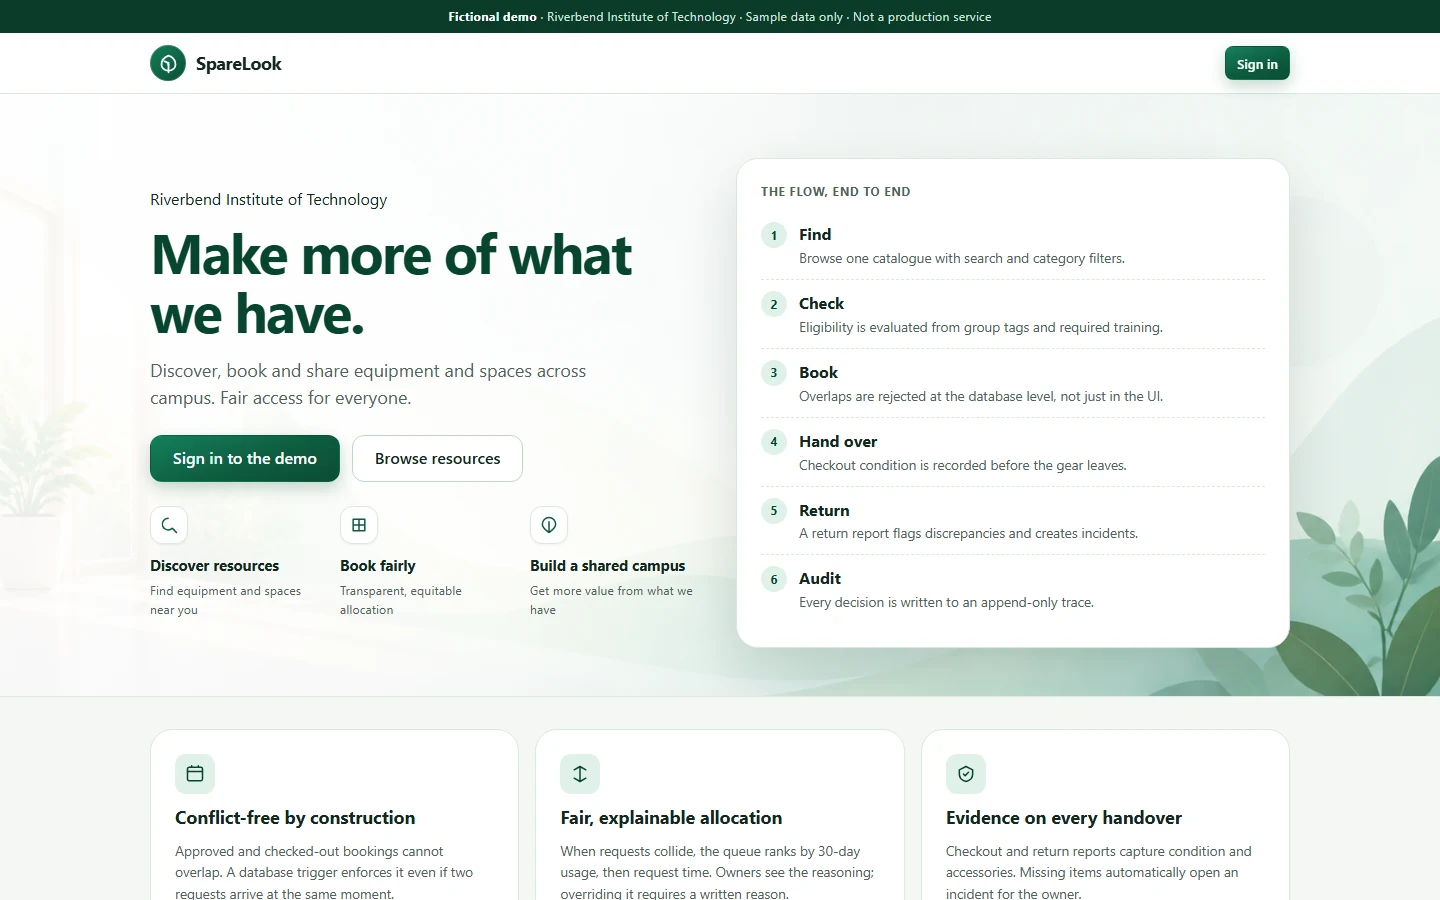 Fictional demo · Riverbend Institute of Technology · Sample data only · Not a production service
SpareLook
Sign in
Riverbend Institute of Technology
Make more of what
we have.
Discover, book and share equipment and spaces across
campus. Fair access for everyone.
Sign in to the demo
Browse resources
Discover resources
Find equipment and spaces
near you
Book fairly
Transparent, equitable
allocation
Build a shared campus
Get more value from what we
have
THE FLOW, END TO END
1 Find
Browse one catalogue with search and category filters.
2 Check
Eligibility is evaluated from group tags and required training.
3 Book
Overlaps are rejected at the database level, not just in the UI.
4 Hand over
Checkout condition is recorded before the gear leaves.
5 Return
A return report flags discrepancies and creates incidents.
6 Audit
Every decision is written to an append-only trace.
Conflict-free by construction
Approved and checked-out bookings cannot
overlap. A database trigger enforces it even if two
requests arrive at the same moment.
Fair, explainable allocation
When requests collide, the queue ranks by 30-day
usage, then request time. Owners see the reasoning;
overriding it requires a written reason.
Evidence on every handover
Checkout and return reports capture condition and
accessories. Missing items automatically open an
incident for the owner.